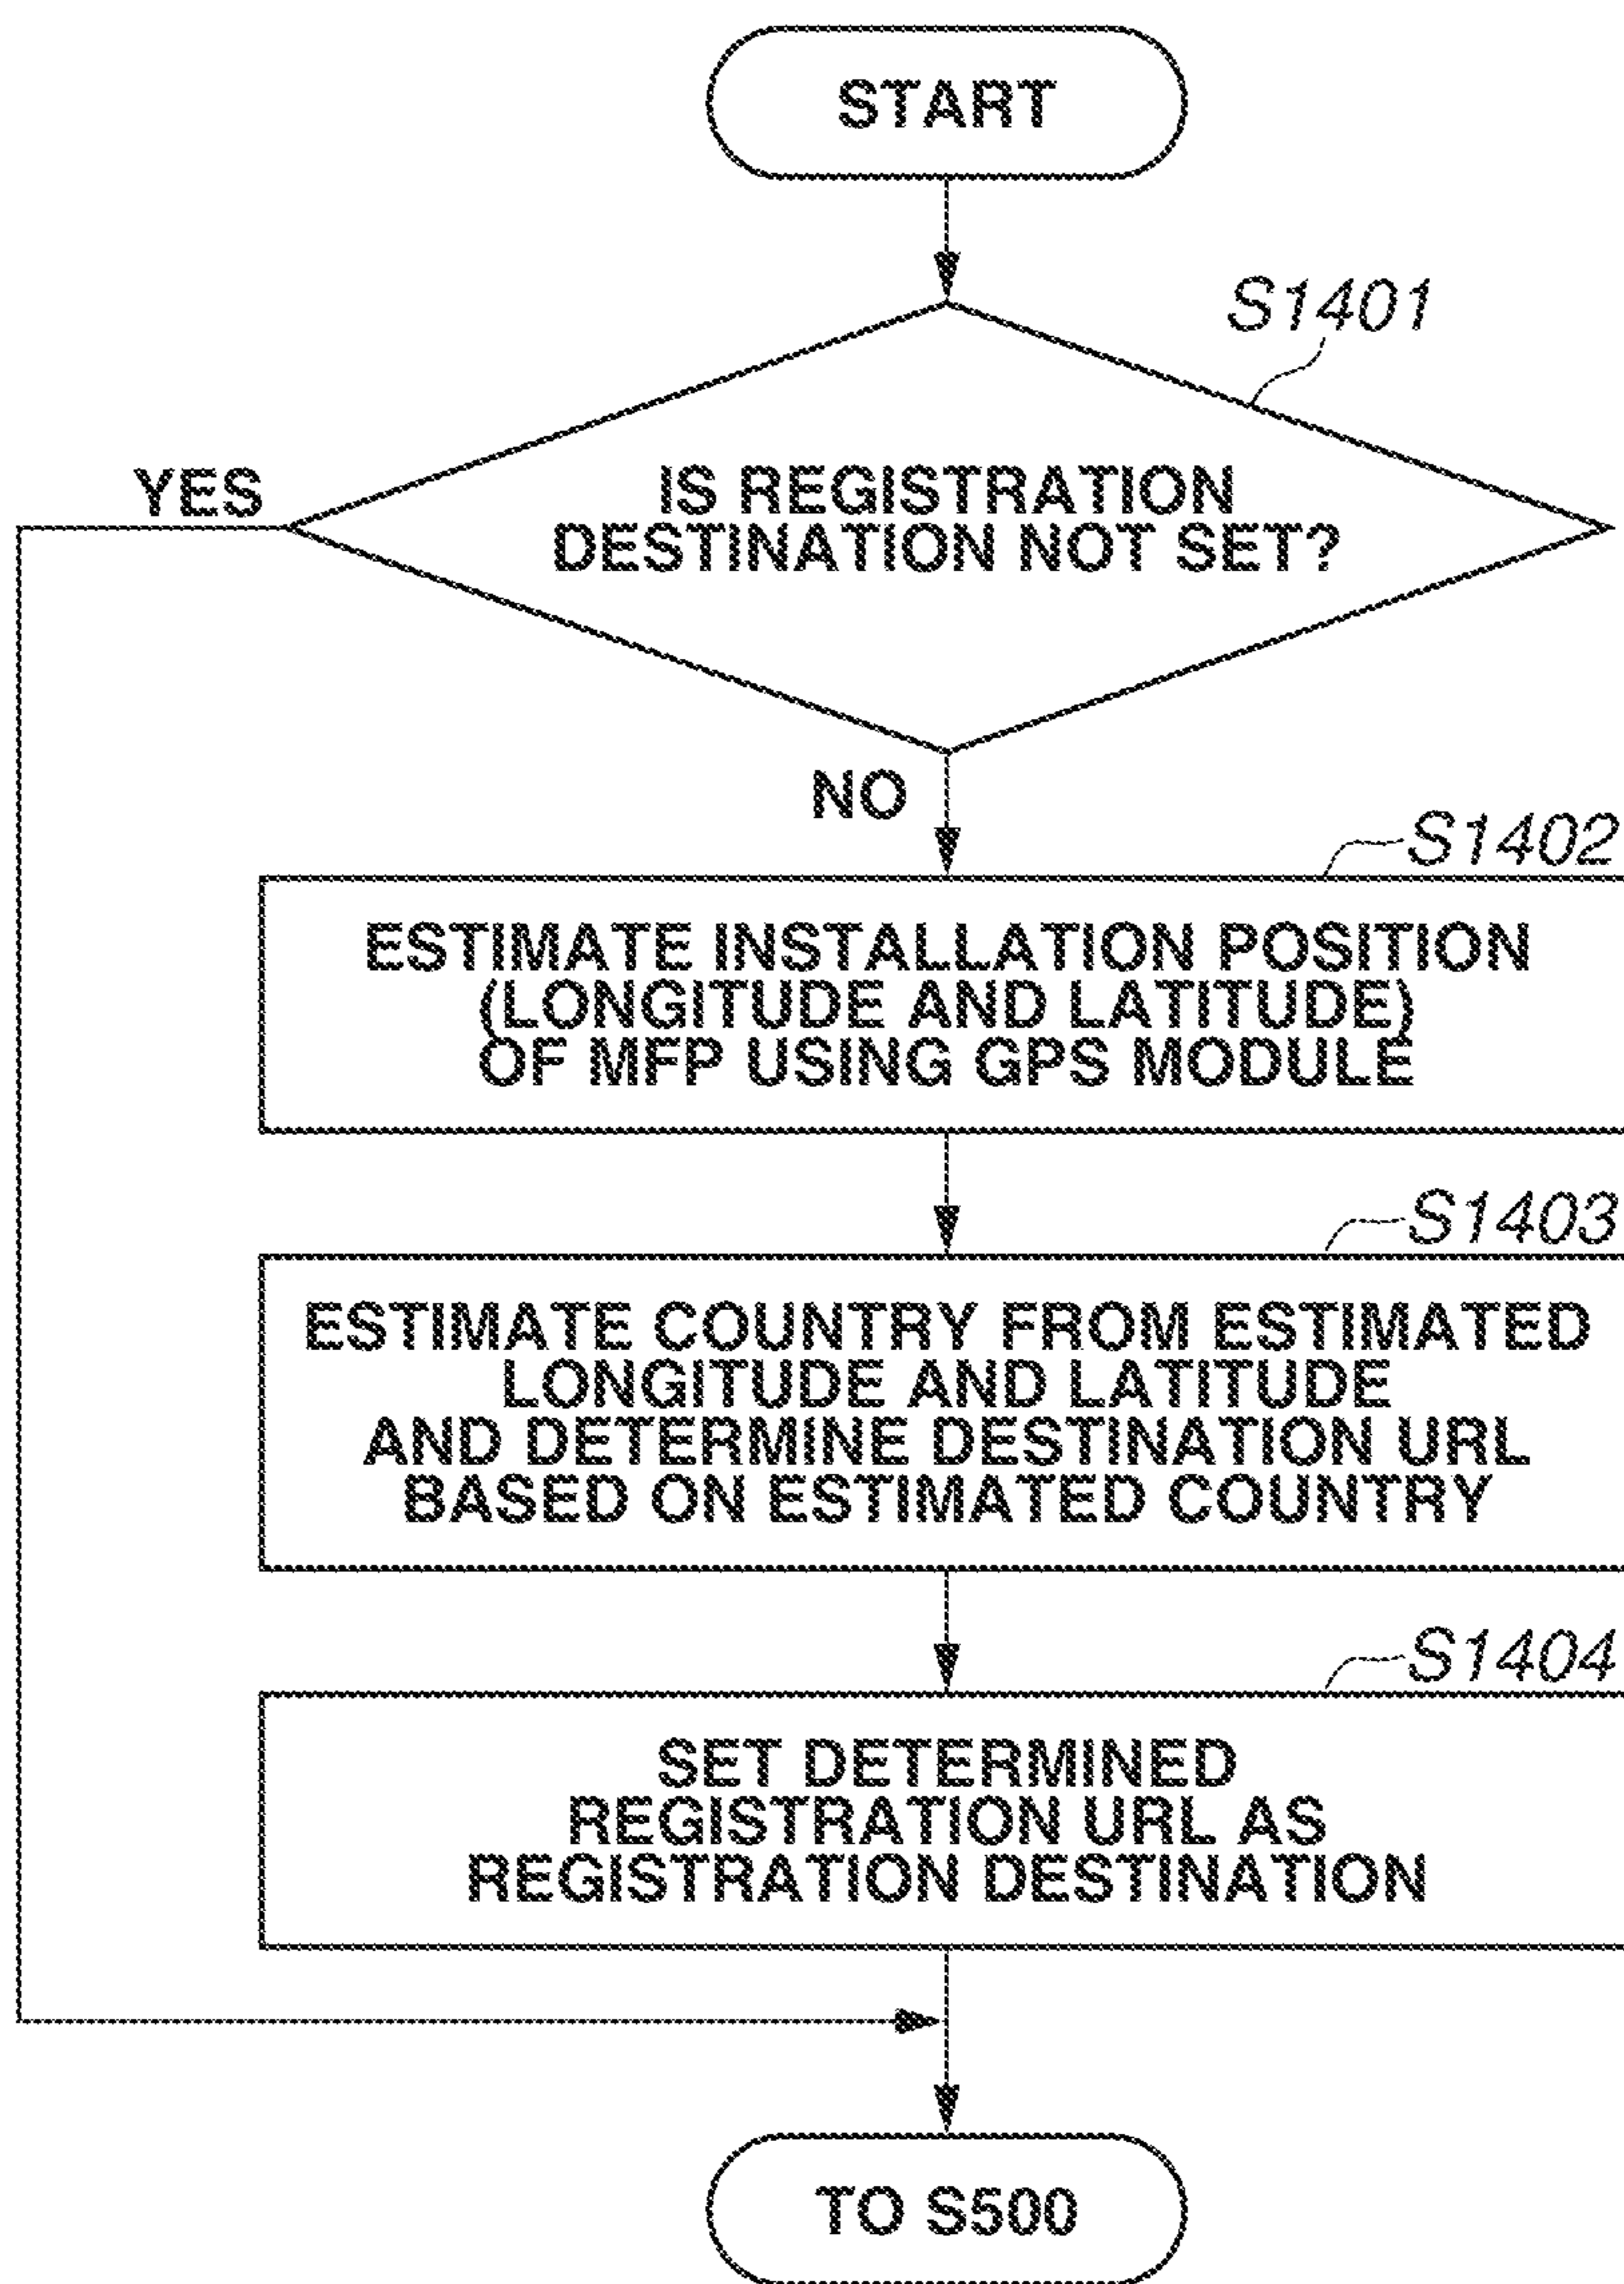 START
S1401
YES
IS REGISTRATION
DESTINATION NOT SET?
NO
S1402
ESTIMATE INSTALLATION POSITION
(LONGITUDE AND LATITUDE)
OF MFP USING GPS MODULE
S1403
ESTIMATE COUNTRY FROM ESTIMATED
LONGITUDE AND LATITUDE
AND DETERMINE DESTINATION URL
BASED ON ESTIMATED COUNTRY
S1404
SET DETERMINED
REGISTRATION URL AS
REGISTRATION DESTINATION
TO S500